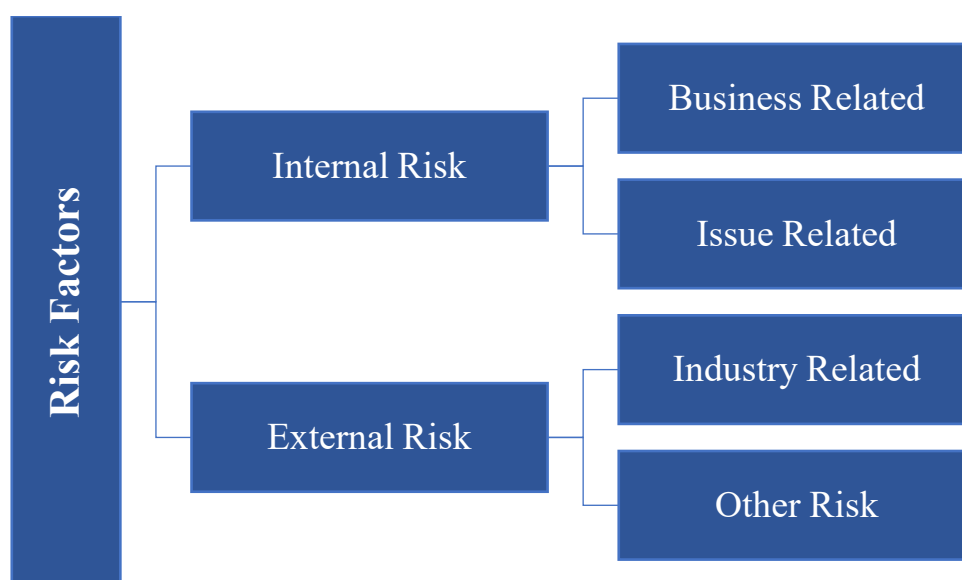 Risk Factors
Internal Risk
Business Related
Issue Related
External Risk
Industry Related
Other Risk